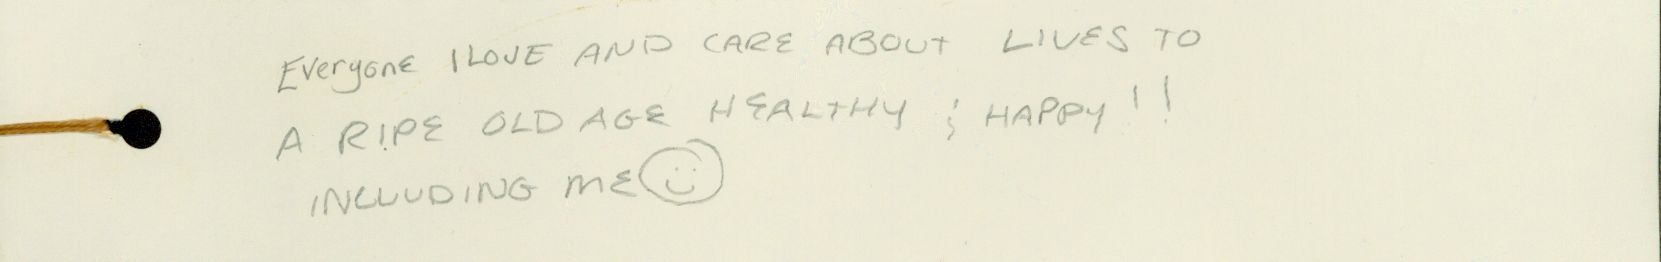 Everyone I LOVE AND CARE ABOUT LIVES TO
A RIPE OLD AGE HEALTHY & HAPPY!!
INCLUDING ME ☺